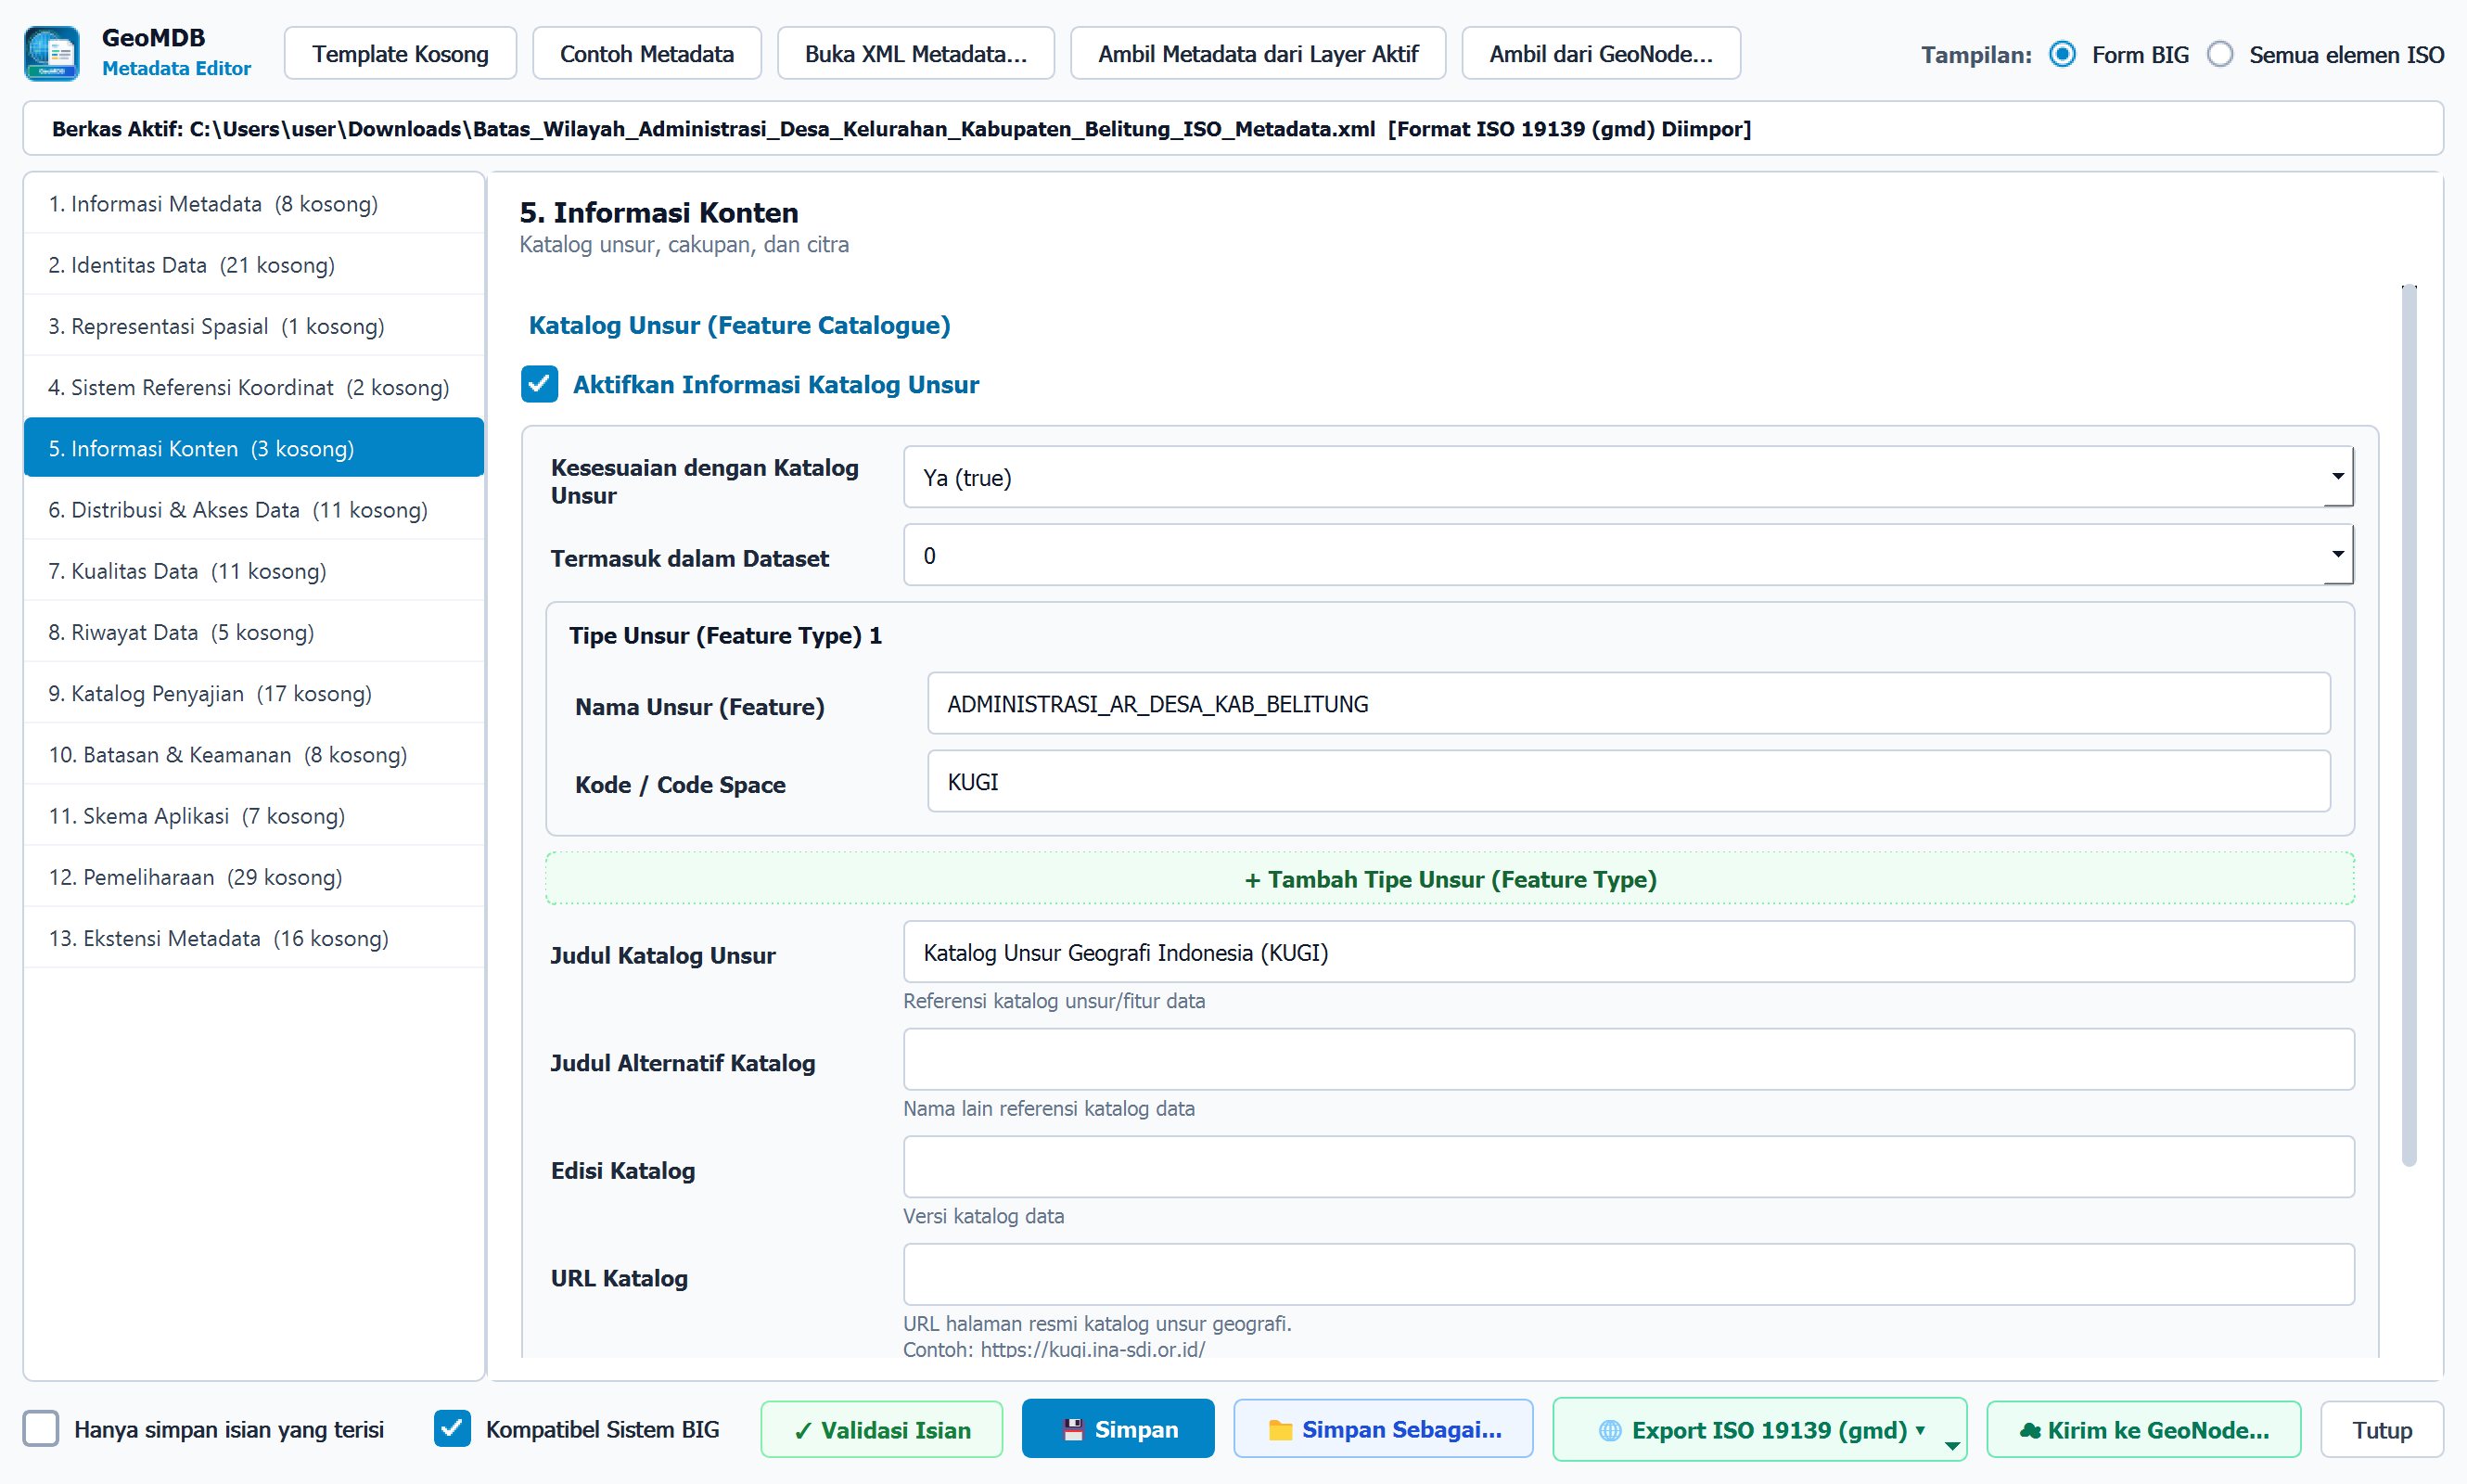 GeoMDB
Metadata Editor
Template Kosong
Contoh Metadata
Buka XML Metadata...
Ambil Metadata dari Layer Aktif
Ambil dari GeoNode...
Tampilan:
Form BIG
Semua elemen ISO
Berkas Aktif: C:\Users\user\Downloads\Batas_Wilayah_Administrasi_Desa_Kelurahan_Kabupaten_Belitung_ISO_Metadata.xml [Format ISO 19139 (gmd) Diimpor]
1. Informasi Metadata (8 kosong)
2. Identitas Data (21 kosong)
3. Representasi Spasial (1 kosong)
4. Sistem Referensi Koordinat (2 kosong)
5. Informasi Konten (3 kosong)
6. Distribusi & Akses Data (11 kosong)
7. Kualitas Data (11 kosong)
8. Riwayat Data (5 kosong)
9. Katalog Penyajian (17 kosong)
10. Batasan & Keamanan (8 kosong)
11. Skema Aplikasi (7 kosong)
12. Pemeliharaan (29 kosong)
13. Ekstensi Metadata (16 kosong)
5. Informasi Konten
Katalog unsur, cakupan, dan citra
Katalog Unsur (Feature Catalogue)
Aktifkan Informasi Katalog Unsur
Kesesuaian dengan Katalog
Unsur
Ya (true)
Termasuk dalam Dataset
0
Tipe Unsur (Feature Type) 1
Nama Unsur (Feature)
ADMINISTRASI_AR_DESA_KAB_BELITUNG
Kode / Code Space
KUGI
+ Tambah Tipe Unsur (Feature Type)
Judul Katalog Unsur
Katalog Unsur Geografi Indonesia (KUGI)
Referensi katalog unsur/fitur data
Judul Alternatif Katalog
Nama lain referensi katalog data
Edisi Katalog
Versi katalog data
URL Katalog
URL halaman resmi katalog unsur geografi.
Contoh: https://kugi.ina-sdi.or.id/
Hanya simpan isian yang terisi
Kompatibel Sistem BIG
✓ Validasi Isian
Simpan
Simpan Sebagai...
Export ISO 19139 (gmd) ▾
Kirim ke GeoNode...
Tutup